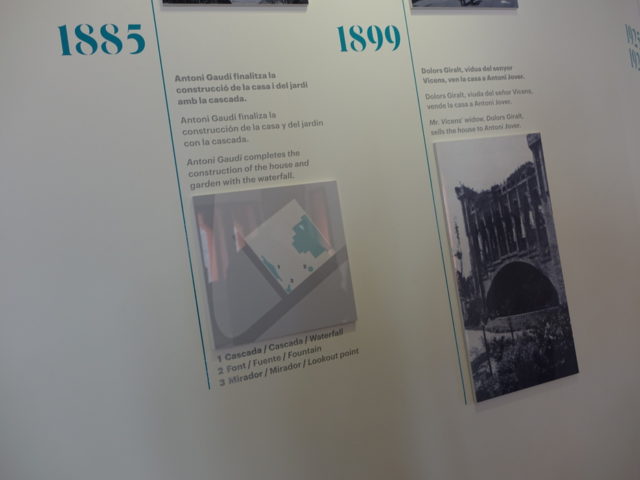 1885
Antoni Gaudí finalitza la
construcció de la casa i del jardí
amb la cascada.
Antoni Gaudí finaliza la
construcción de la casa y del jardín
con la cascada.
Antoni Gaudí completes the
construction of the house and
garden with the waterfall.
1 Cascada / Cascada / Waterfall
2 Font / Fuente / Fountain
3 Mirador / Mirador / Lookout point
1899
Dolors Giralt, vídua del senyor
Vicens, ven la casa a Antoni Jover.
Dolors Giralt, viuda del señor Vicens,
vende la casa a Antoni Jover.
Mr. Vicens' widow, Dolors Giralt,
sells the house to Antoni Jover.